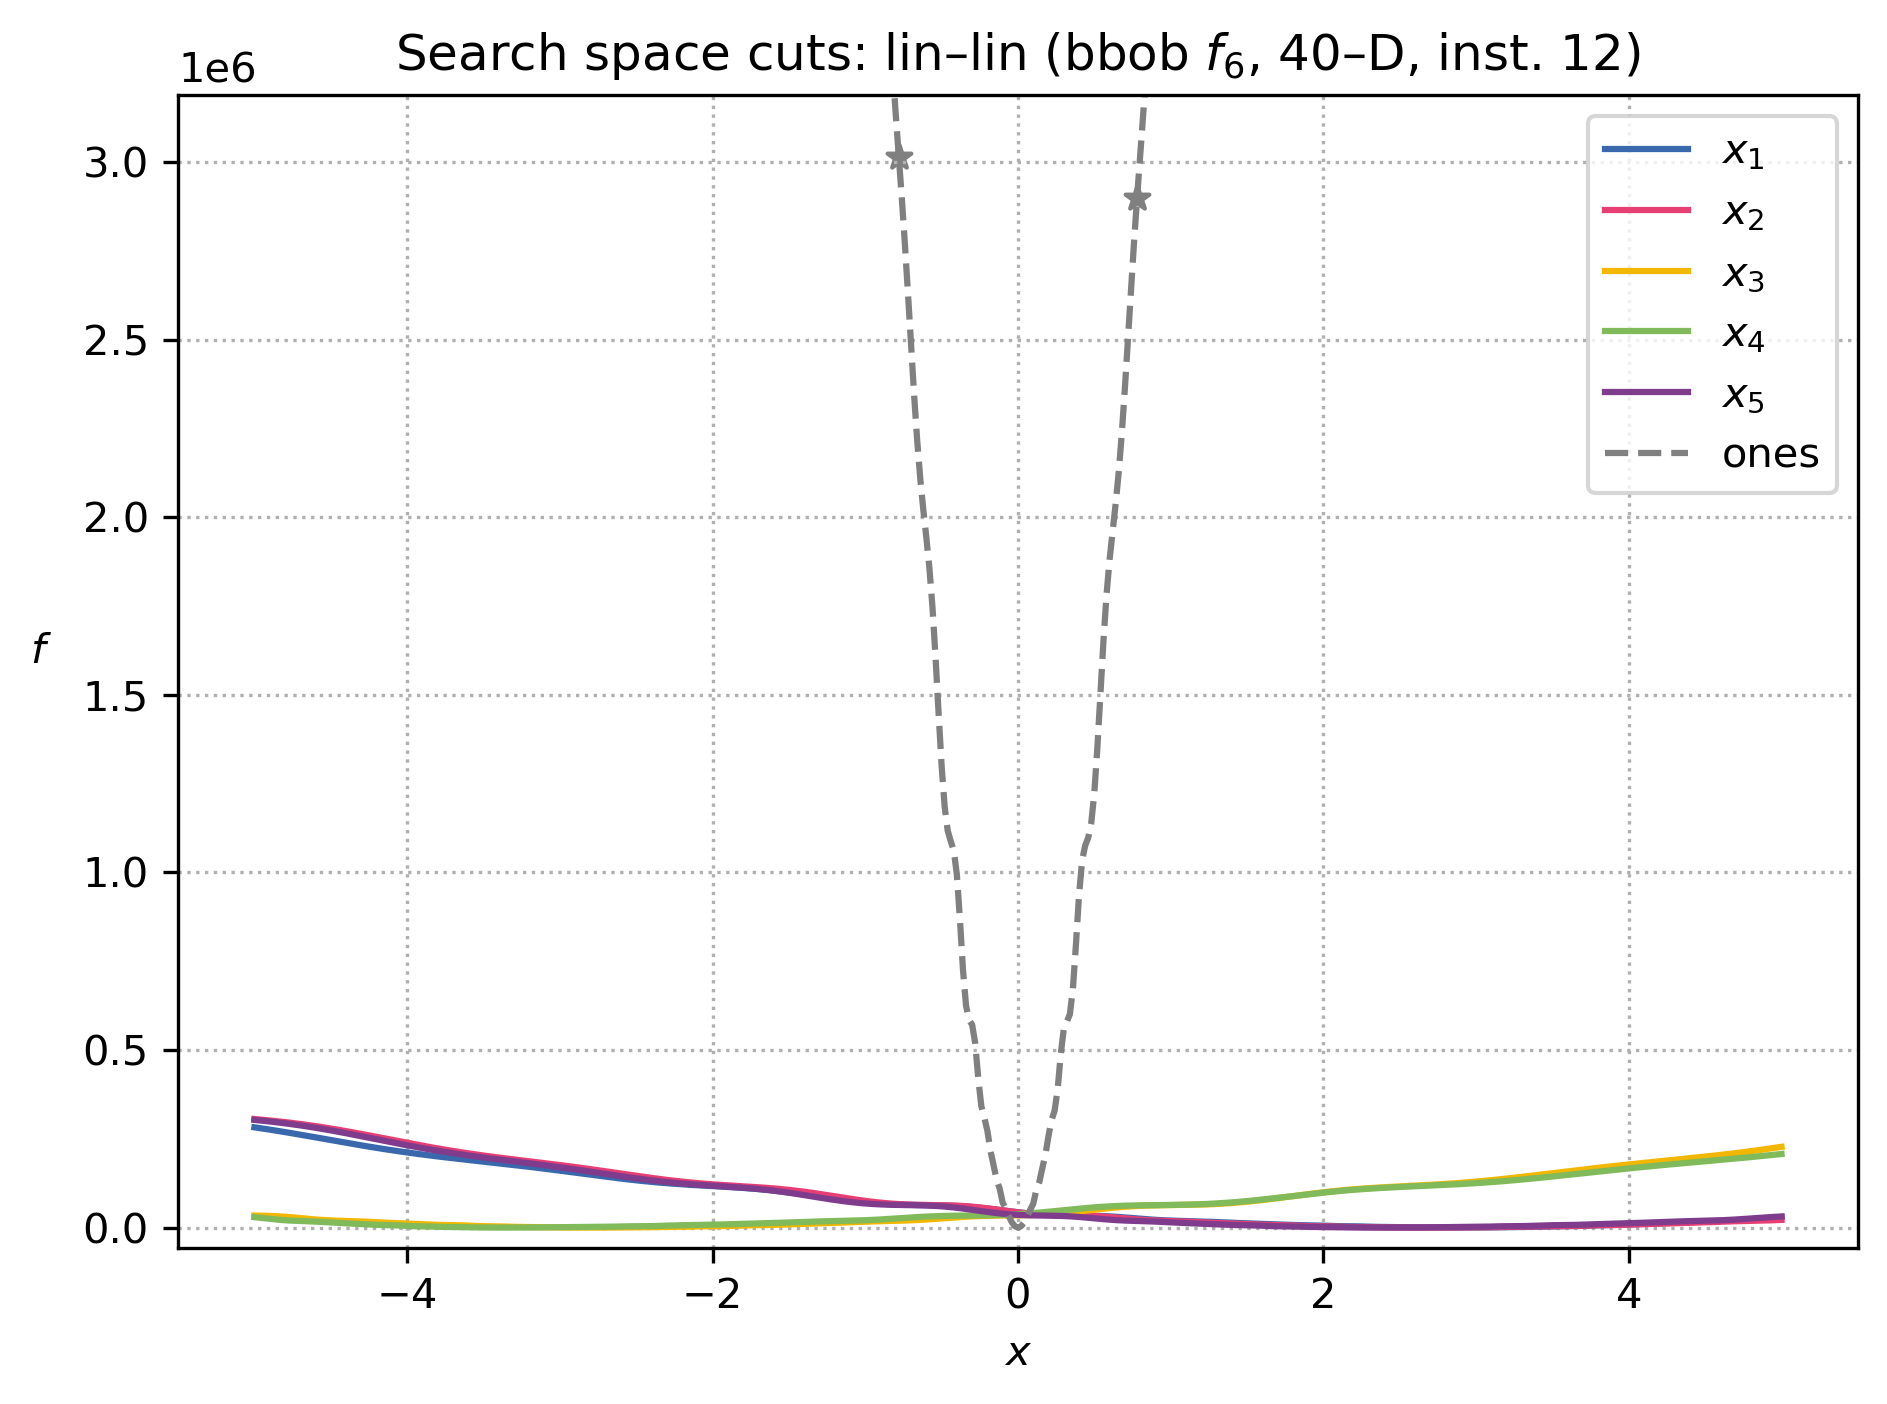 Search space cuts: lin–lin (bbob f₆, 40–D, inst. 12)
1e6
3.0
2.5
2.0
1.5
1.0
0.5
0.0
f
−4
−2
0
2
4
x
x₁
x₂
x₃
x₄
x₅
ones